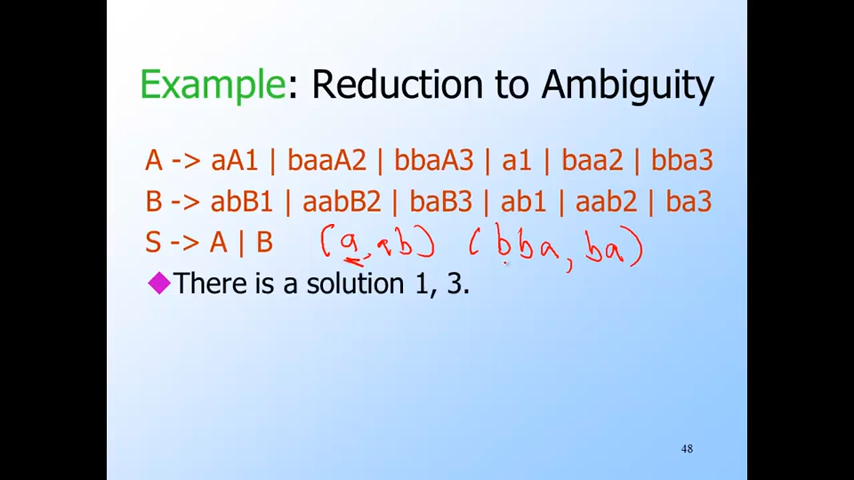 Example: Reduction to Ambiguity
A -> aA1 | baaA2 | bbaA3 | a1 | baa2 | bba3
B -> abB1 | aabB2 | baB3 | ab1 | aab2 | ba3
S -> A | B (a, ab) (bba, ba)
There is a solution 1, 3.
48